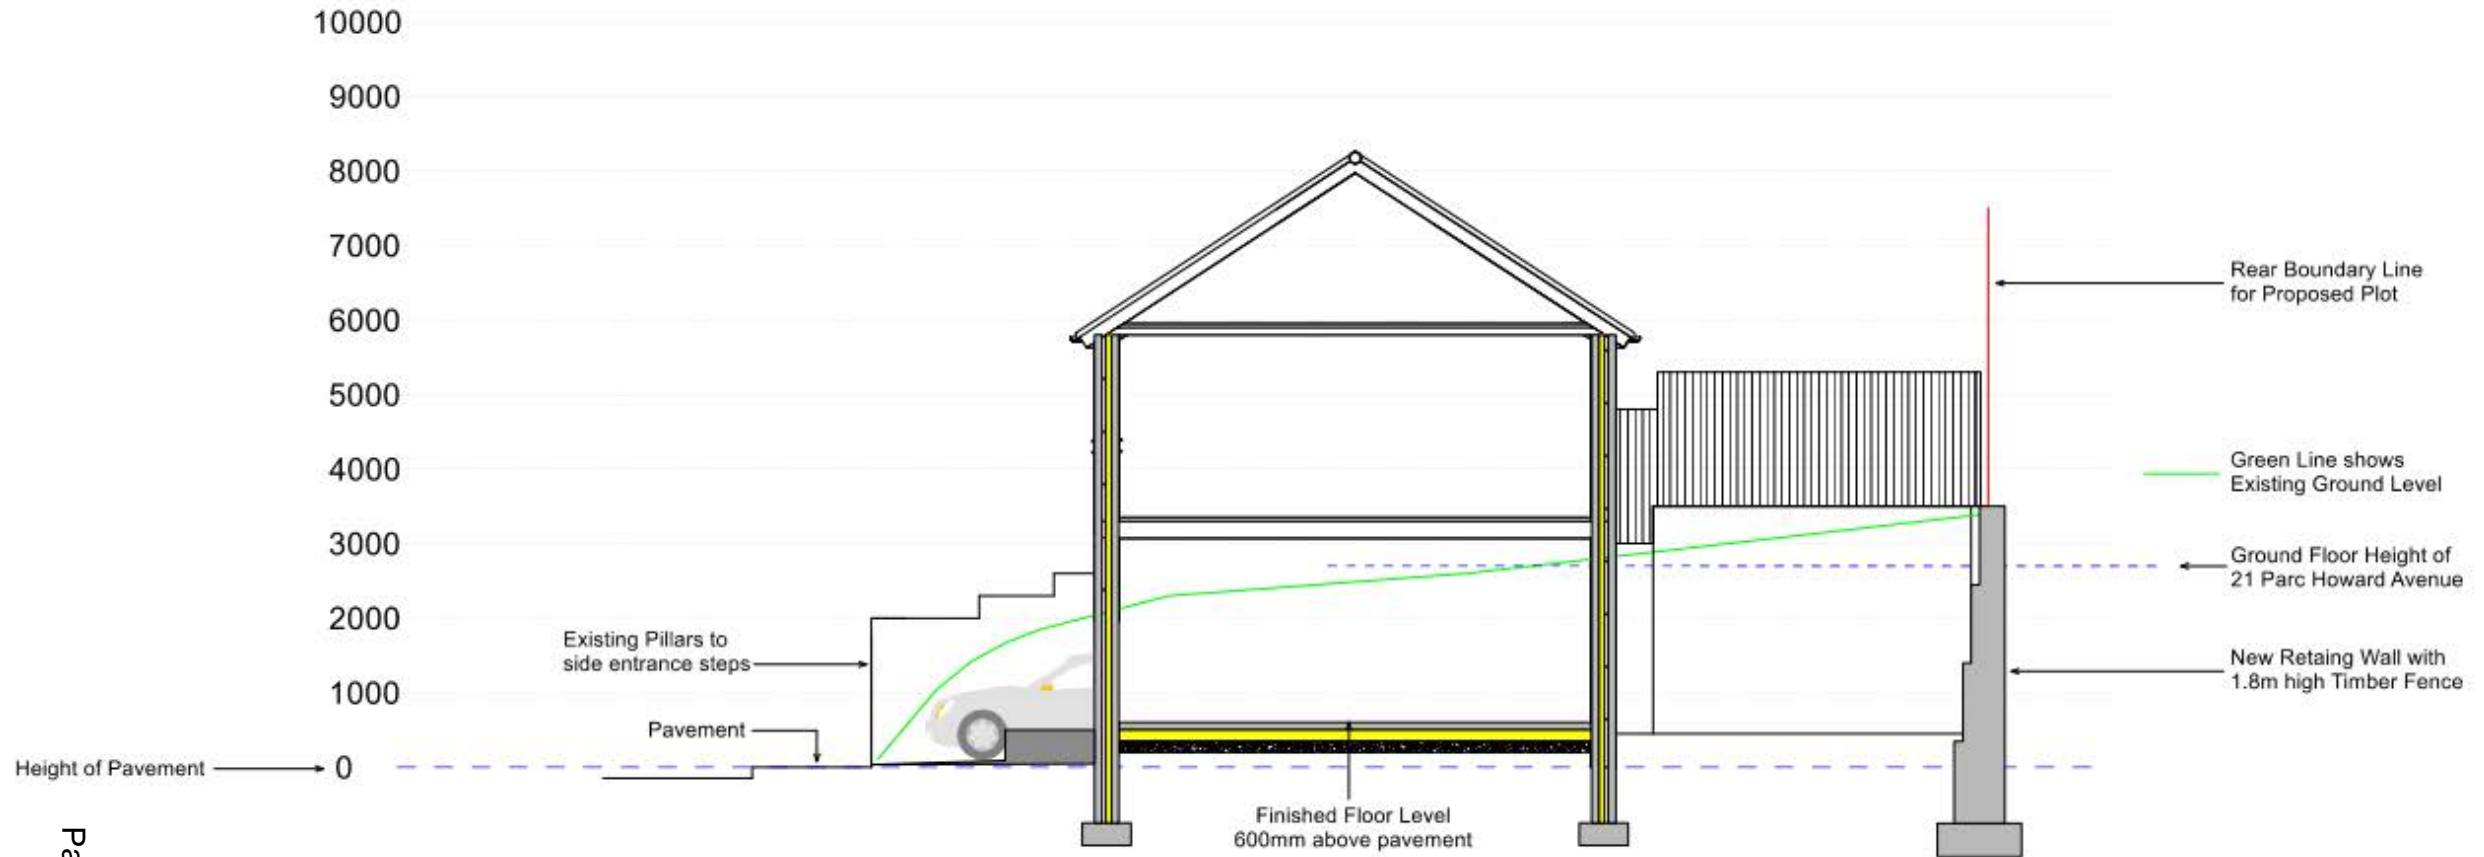 10000
9000
8000
7000
6000
5000
4000
3000
2000
1000
0
Height of Pavement
Existing Pillars to
side entrance steps
Pavement
Finished Floor Level
600mm above pavement
Rear Boundary Line
for Proposed Plot
Green Line shows
Existing Ground Level
Ground Floor Height of
21 Parc Howard Avenue
New Retaing Wall with
1.8m high Timber Fence